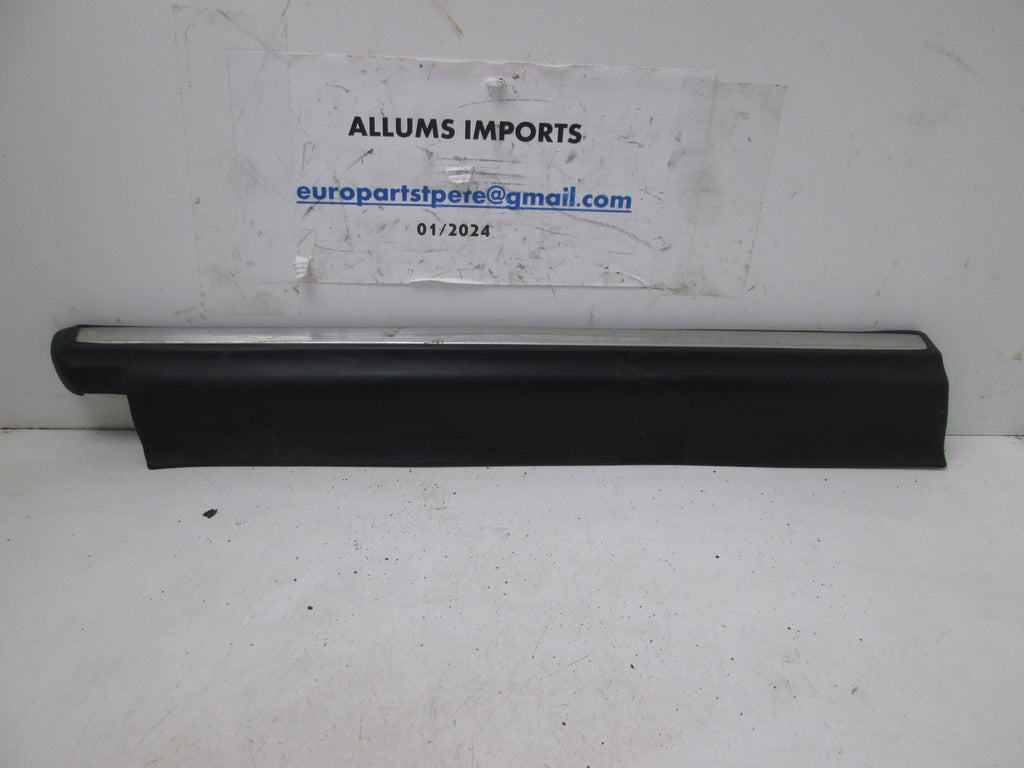 ALLUMS IMPORTS
europartstpere@gmail.com
01/2024